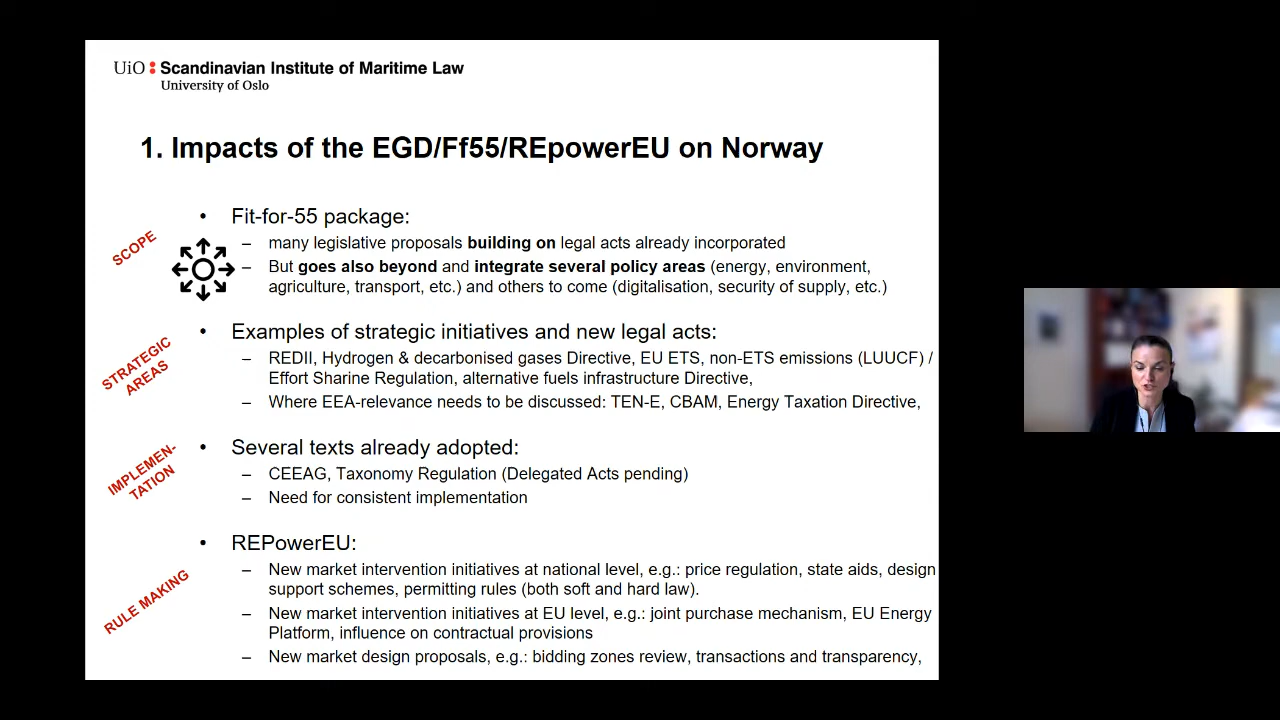 UiO : Scandinavian Institute of Maritime Law
University of Oslo
1. Impacts of the EGD/Ff55/REpowerEU on Norway
SCOPE
• Fit-for-55 package:
– many legislative proposals building on legal acts already incorporated
– But goes also beyond and integrate several policy areas (energy, environment,
agriculture, transport, etc.) and others to come (digitalisation, security of supply, etc.)
STRATEGIC
AREAS
• Examples of strategic initiatives and new legal acts:
– REDII, Hydrogen & decarbonised gases Directive, EU ETS, non-ETS emissions (LUUCF) /
Effort Sharine Regulation, alternative fuels infrastructure Directive,
– Where EEA-relevance needs to be discussed: TEN-E, CBAM, Energy Taxation Directive,
IMPLEMEN-
TATION
• Several texts already adopted:
– CEEAG, Taxonomy Regulation (Delegated Acts pending)
– Need for consistent implementation
RULE MAKING
• REPowerEU:
– New market intervention initiatives at national level, e.g.: price regulation, state aids, design
support schemes, permitting rules (both soft and hard law).
– New market intervention initiatives at EU level, e.g.: joint purchase mechanism, EU Energy
Platform, influence on contractual provisions
– New market design proposals, e.g.: bidding zones review, transactions and transparency,